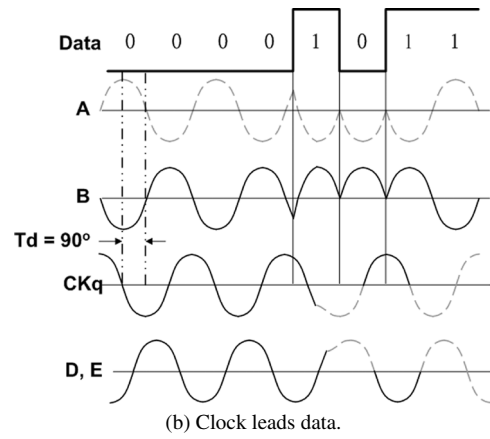 Data 0 0 0 0 1 0 1 1
A
B
Td = 90º
CKq
D, E
(b) Clock leads data.